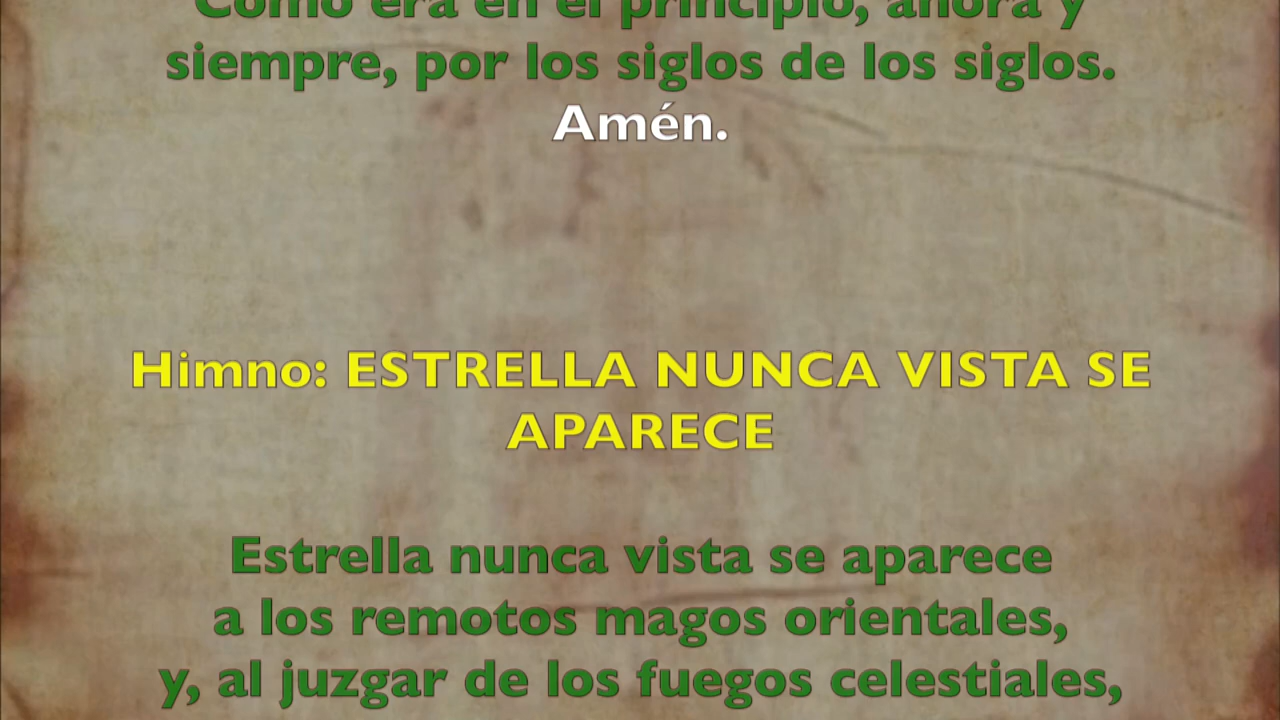 Como era en el principio, ahora y
siempre, por los siglos de los siglos.
Amén.
Himno: ESTRELLA NUNCA VISTA SE
APARECE
Estrella nunca vista se aparece
a los remotos magos orientales,
y, al juzgar de los fuegos celestiales,